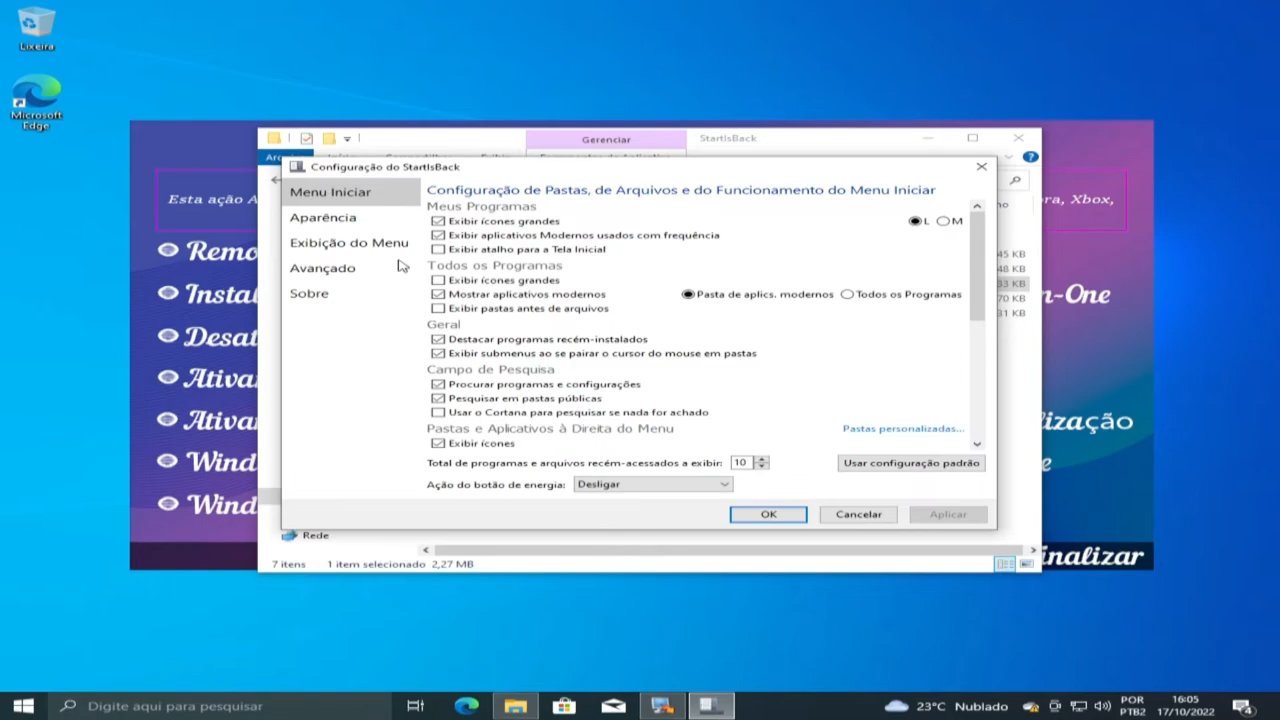 Lixeira
Microsoft
Edge
Gerenciar
StartIsBack
Configuração do StartIsBack
Menu Iniciar
Aparência
Exibição do Menu
Avançado
Sobre
Configuração de Pastas, de Arquivos e do Funcionamento do Menu Iniciar
Meus Programas
Exibir ícones grandes
L
M
Exibir aplicativos Modernos usados com frequência
Exibir atalho para a Tela Inicial
Todos os Programas
Exibir ícones grandes
Mostrar aplicativos modernos
Pasta de aplics. modernos
Todos os Programas
Exibir pastas antes de arquivos
Geral
Destacar programas recém-instalados
Exibir submenus ao se pairar o cursor do mouse em pastas
Campo de Pesquisa
Procurar programas e configurações
Pesquisar em pastas públicas
Usar o Cortana para pesquisar se nada for achado
Pastas e Aplicativos à Direita do Menu
Pastas personalizadas...
Exibir ícones
Total de programas e arquivos recém-acessados a exibir:
10
Usar configuração padrão
Ação do botão de energia:
Desligar
OK
Cancelar
Aplicar
Esta ação A
ra, Xbox,
Remo
Insta
n-One
Desat
Ativa
Ativa
lização
Wind
Wind
inalizar
45 KB
48 KB
33 KB
70 KB
31 KB
Rede
7 itens
1 item selecionado 2,27 MB
Digite aqui para pesquisar
23°C Nublado
POR
PTB2
16:05
17/10/2022
4